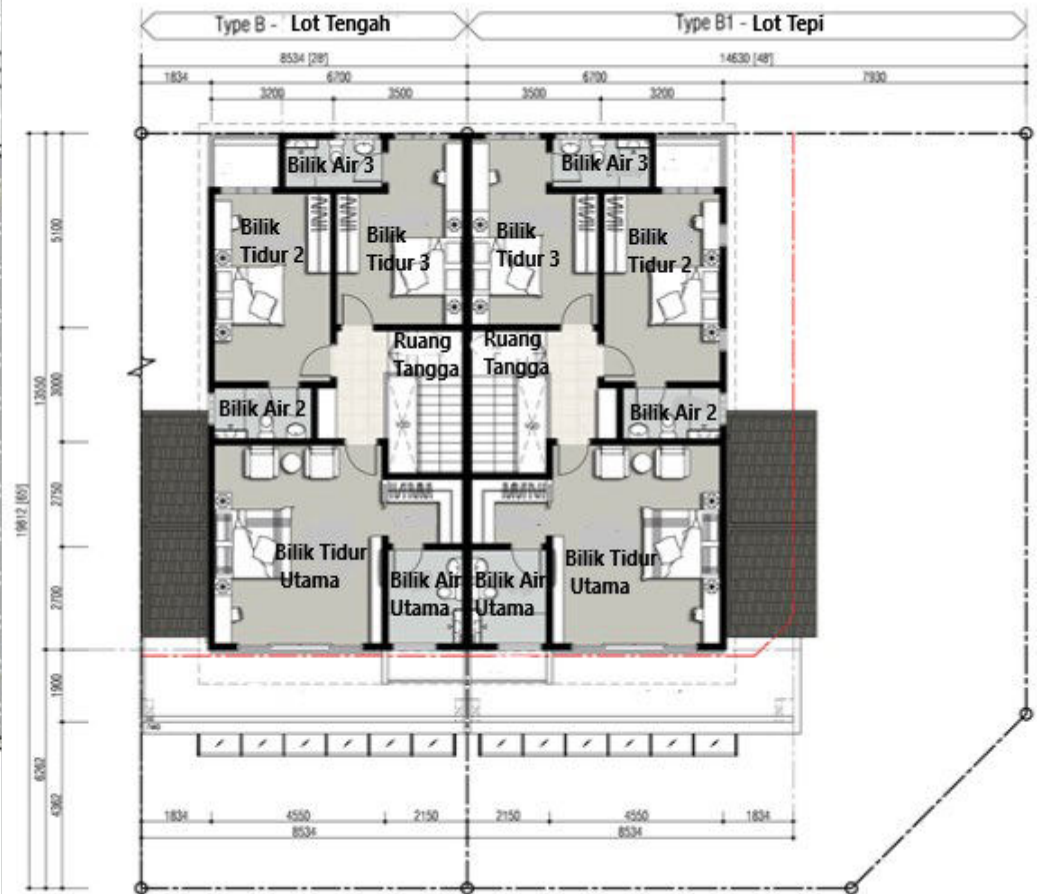 Type B - Lot Tengah
Type B1 - Lot Tepi
8534 [28']
14630 [48']
1834
6700
6700
7930
3200
3500
3500
3200
Bilik Air 3
Bilik Air 3
Bilik
Tidur 2
Bilik
Tidur 3
Bilik
Tidur 3
Bilik
Tidur 2
Ruang
Tangga
Ruang
Tangga
Bilik Air 2
Bilik Air 2
Bilik Tidur
Utama
Bilik Air
Utama
Bilik Air
Utama
Bilik Tidur
Utama
5100
3000
2750
2700
1900
4362
13550
6262
19812 [65']
1834
4550
2150
2150
4550
1834
8534
8534